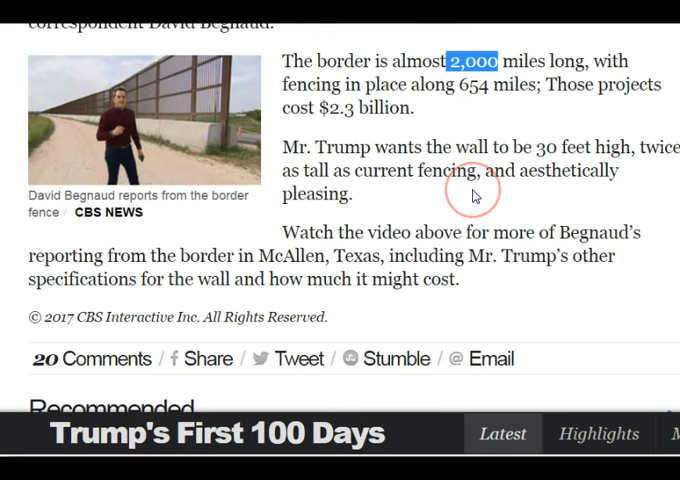 correspondent David Begnaud.
The border is almost 2,000 miles long, with
fencing in place along 654 miles; Those projects
cost $2.3 billion.
Mr. Trump wants the wall to be 30 feet high, twice
as tall as current fencing, and aesthetically
pleasing.
David Begnaud reports from the border
fence / CBS NEWS
Watch the video above for more of Begnaud's
reporting from the border in McAllen, Texas, including Mr. Trump's other
specifications for the wall and how much it might cost.
© 2017 CBS Interactive Inc. All Rights Reserved.
20 Comments / Share / Tweet / Stumble / @ Email
Recommended
Trump's First 100 Days Latest Highlights